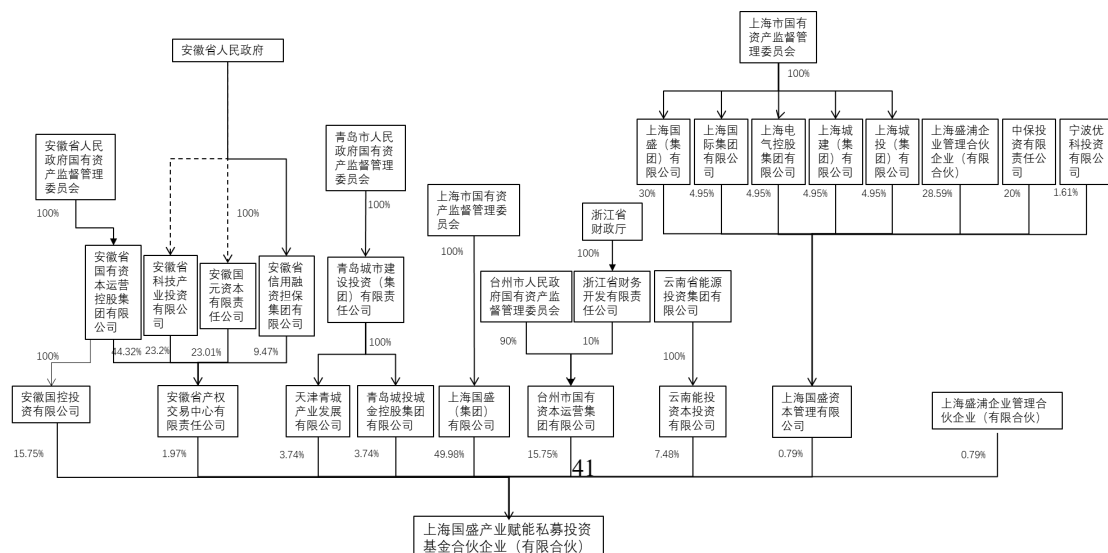 上海市国有
资产监督管
理委员会
安徽省人民政府
100%
安徽省人民
政府国有资
产监督管理
委员会
青岛市人民
政府国有资
产监督管理
委员会
上海国
盛（集
团）有限
公司
上海国
际集团
有限公
司
上海电
气控股
集团有
限公司
上海城
建（集
团）有
限公司
上海城
投（集
团）有
限公司
上海盛浦企
业管理合伙
企业（有限
合伙）
中保投
资有限
责任公
司
宁波优
科投资
有限公
司
上海市国有资
产监督管理委
员会
30%
4.95%
4.95%
4.95%
4.95%
28.59%
20%
1.61%
100%
100%
100%
浙江省
财政厅
100%
100%
安徽省
国有资
本运营
控股集
团有限
公司
安徽省
科技产
业投资
有限公
司
安徽国
元资本
有限责
任公司
安徽省
信用融
资担保
集团有
限公司
青岛城市建
设投资（集
团）有限责
任公司
台州市人民政
府国有资产监
督管理委员会
浙江省财务
开发有限责
任公司
云南省能源
投资集团有
限公司
100%
44.32%
23.2%
23.01%
9.47%
100%
90%
10%
100%
安徽国控投
资有限公司
安徽省产权
交易中心有
限责任公司
天津青城
产业发展
有限公司
青岛城投城
金控股集团
有限公司
上海国盛
（集团）
有限公司
台州市国有
资本运营集
团有限公司
云南能投
资本投资
有限公司
上海国盛资
本管理有限
公司
上海盛浦企业管理合
伙企业（有限合伙）
15.75%
1.97%
3.74%
3.74%
49.98%
15.75%
41
7.48%
0.79%
0.79%
上海国盛产业赋能私募投资
基金合伙企业（有限合伙）